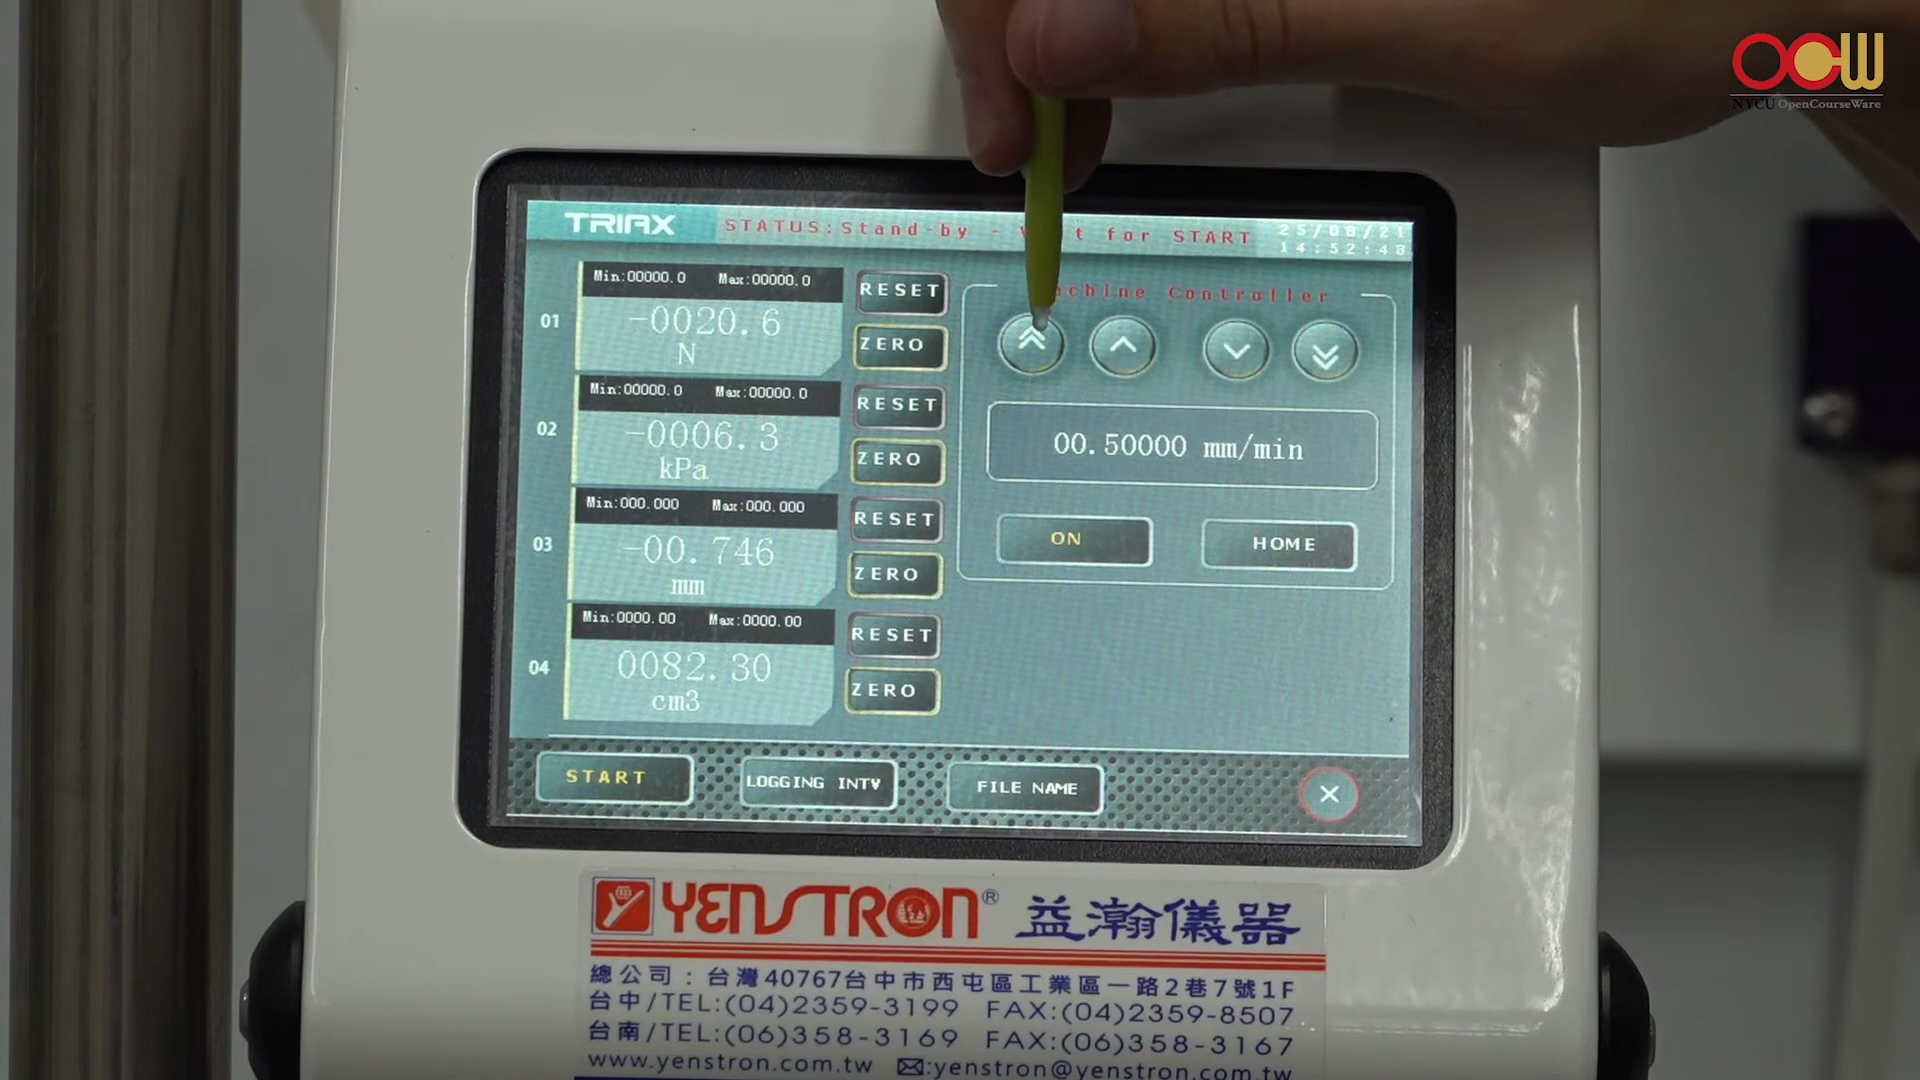 OCW
NYCU OpenCourseWare
TRIAX
STATUS:Stand-by - for START
25/08/21
14:52:48
Min:00000.0 Max:00000.0
RESET
Machine Controller
01
-0020.6
N
ZERO
Min:00000.0 Max:00000.0
RESET
02
-0006.3
kPa
ZERO
00.50000 mm/min
Min:000.000 Max:000.000
RESET
03
-00.746
mm
ZERO
ON
HOME
Min:0000.00 Max:0000.00
RESET
04
0082.30
cm3
ZERO
START
LOGGING INTV
FILE NAME
YENSTRON® 益瀚儀器
總公司：台灣40767台中市西屯區工業區一路2巷7號1F
台中/TEL:(04)2359-3199 FAX:(04)2359-8507
台南/TEL:(06)358-3169 FAX:(06)358-3167
www.yenstron.com.tw ✉:yenstron@yenstron.com.tw